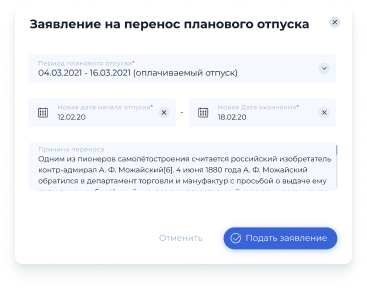 Заявление на перенос планового отпуска
Период планового отпуска*
04.03.2021 - 16.03.2021 (оплачиваемый отпуск)
Новая дата начала отпуска*
12.02.20
-
Новая Дата окончания*
18.02.20
Причина переноса
Одним из пионеров самолётостроения считается российский изобретатель
контр-адмирал А. Ф. Можайский[6]. 4 июня 1880 года А. Ф. Можайский
обратился в департамент торговли и мануфактур с просьбой о выдаче ему
Отменить
Подать заявление